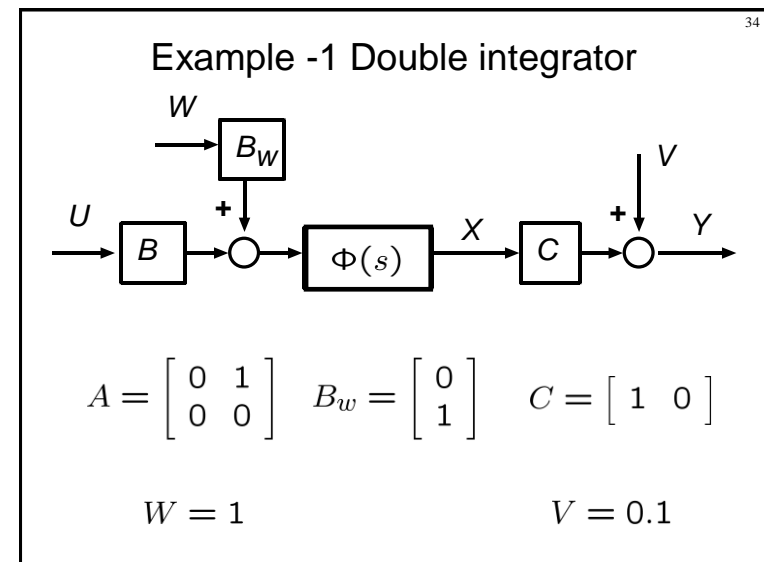 34
Example -1 Double integrator
W
B_W
V
U
+
+
B
Φ(s)
X
C
Y
A = [ 0 1 ; 0 0 ] B_w = [ 0 ; 1 ] C = [ 1 0 ]
W = 1 V = 0.1